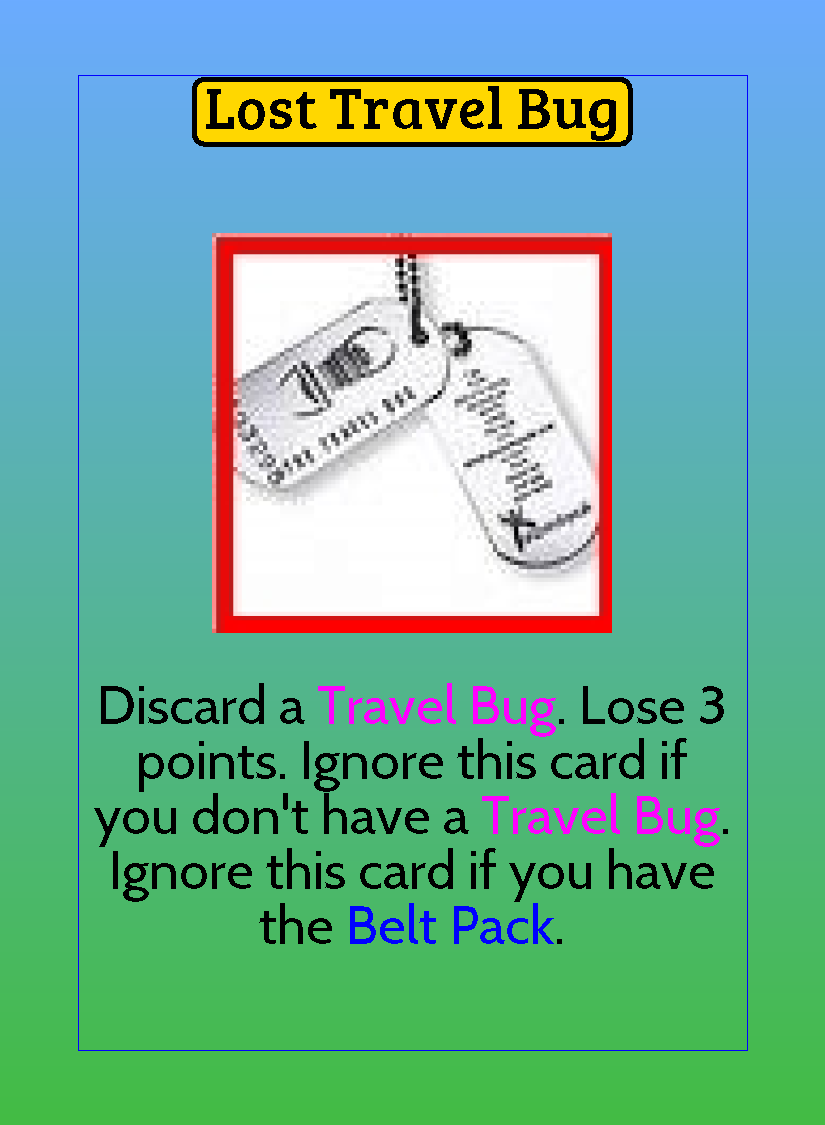 Lost Travel Bug
Discard a Travel Bug. Lose 3
points. Ignore this card if
you don't have a Travel Bug.
Ignore this card if you have
the Belt Pack.